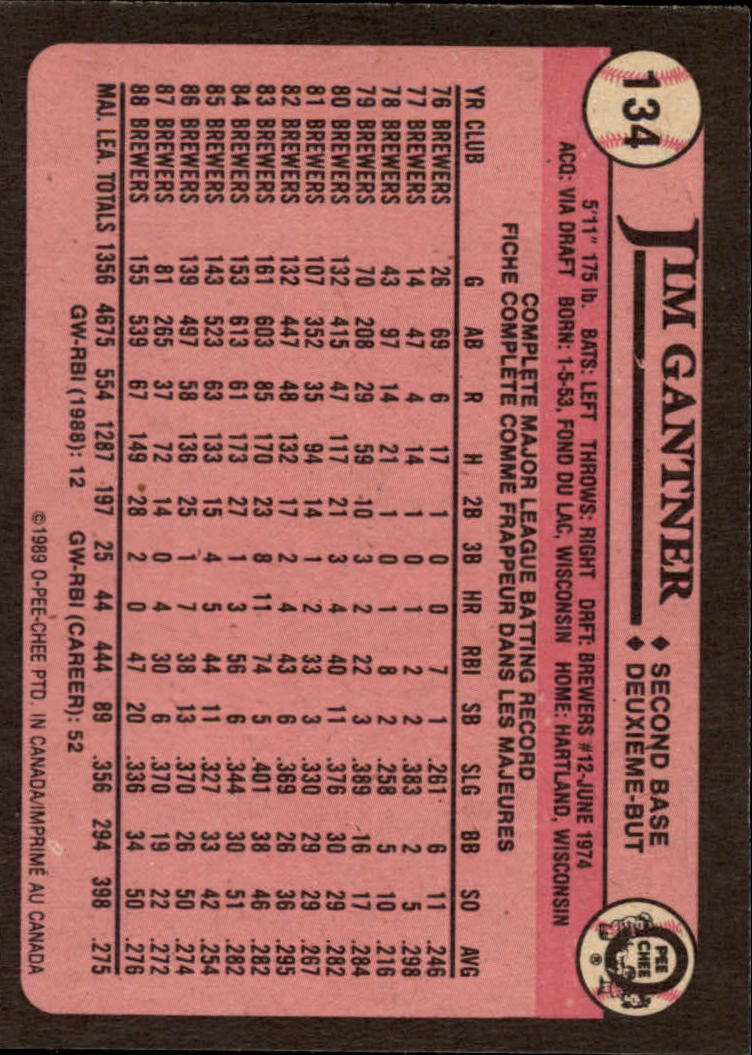 134
JIM GANTNER
♦ SECOND BASE
♦ DEUXIEME-BUT
O PEE CHEE ®
5'11" 175 lb. BATS: LEFT THROWS: RIGHT DRFT: BREWERS #12-JUNE 1974
ACQ: VIA DRAFT BORN: 1-5-53, FOND DU LAC, WISCONSIN HOME: HARTLAND, WISCONSIN
COMPLETE MAJOR LEAGUE BATTING RECORD
FICHE COMPLÈTE COMME FRAPPEUR DANS LES MAJEURES
YR CLUB G AB R H 2B 3B HR RBI SB SLG BB SO AVG
76 BREWERS 26 69 6 17 1 0 0 7 1 .261 6 11 .246
77 BREWERS 14 47 4 14 1 0 1 2 2 .383 2 5 .298
78 BREWERS 43 97 14 21 1 0 1 8 2 .258 5 10 .216
79 BREWERS 70 208 29 59 10 3 2 22 3 .389 16 17 .284
80 BREWERS 132 415 47 117 21 3 4 40 11 .376 30 29 .282
81 BREWERS 107 352 35 94 14 1 2 33 3 .330 29 29 .267
82 BREWERS 132 447 48 132 17 2 4 43 6 .369 26 36 .295
83 BREWERS 161 603 85 170 23 8 11 74 5 .401 38 46 .282
84 BREWERS 153 613 61 173 27 1 3 56 6 .344 30 51 .282
85 BREWERS 143 523 63 133 15 4 5 44 11 .327 33 42 .254
86 BREWERS 139 497 58 136 25 1 7 38 13 .370 26 50 .274
87 BREWERS 81 265 37 72 14 0 4 30 6 .370 19 22 .272
88 BREWERS 155 539 67 149 28 2 0 47 20 .336 34 50 .276
MAJ. LEA. TOTALS 1356 4675 554 1287 197 25 44 444 89 .356 294 398 .275
GW-RBI (1988): 12 GW-RBI (CAREER): 52
©1989 O-PEE-CHEE PTD. IN CANADA/IMPRIMÉ AU CANADA